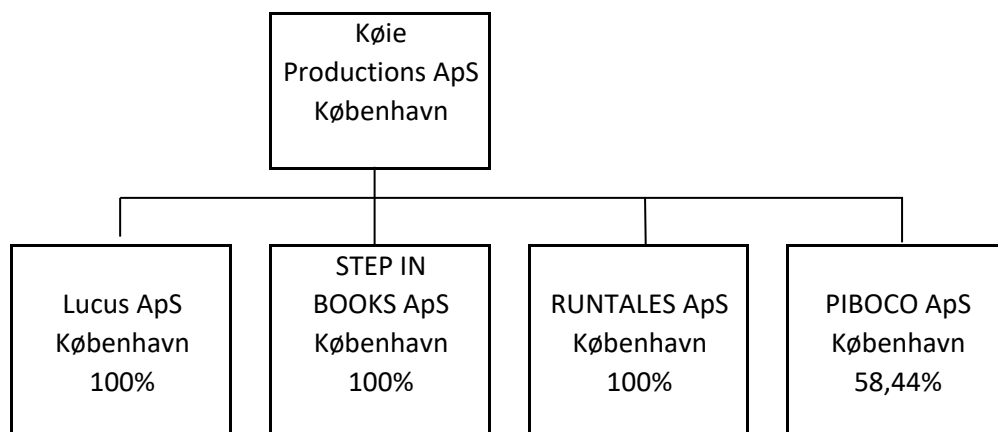 Køie
Productions ApS
København
Lucus ApS
København
100%
STEP IN
BOOKS ApS
København
100%
RUNTALES ApS
København
100%
PIBOCO ApS
København
58,44%